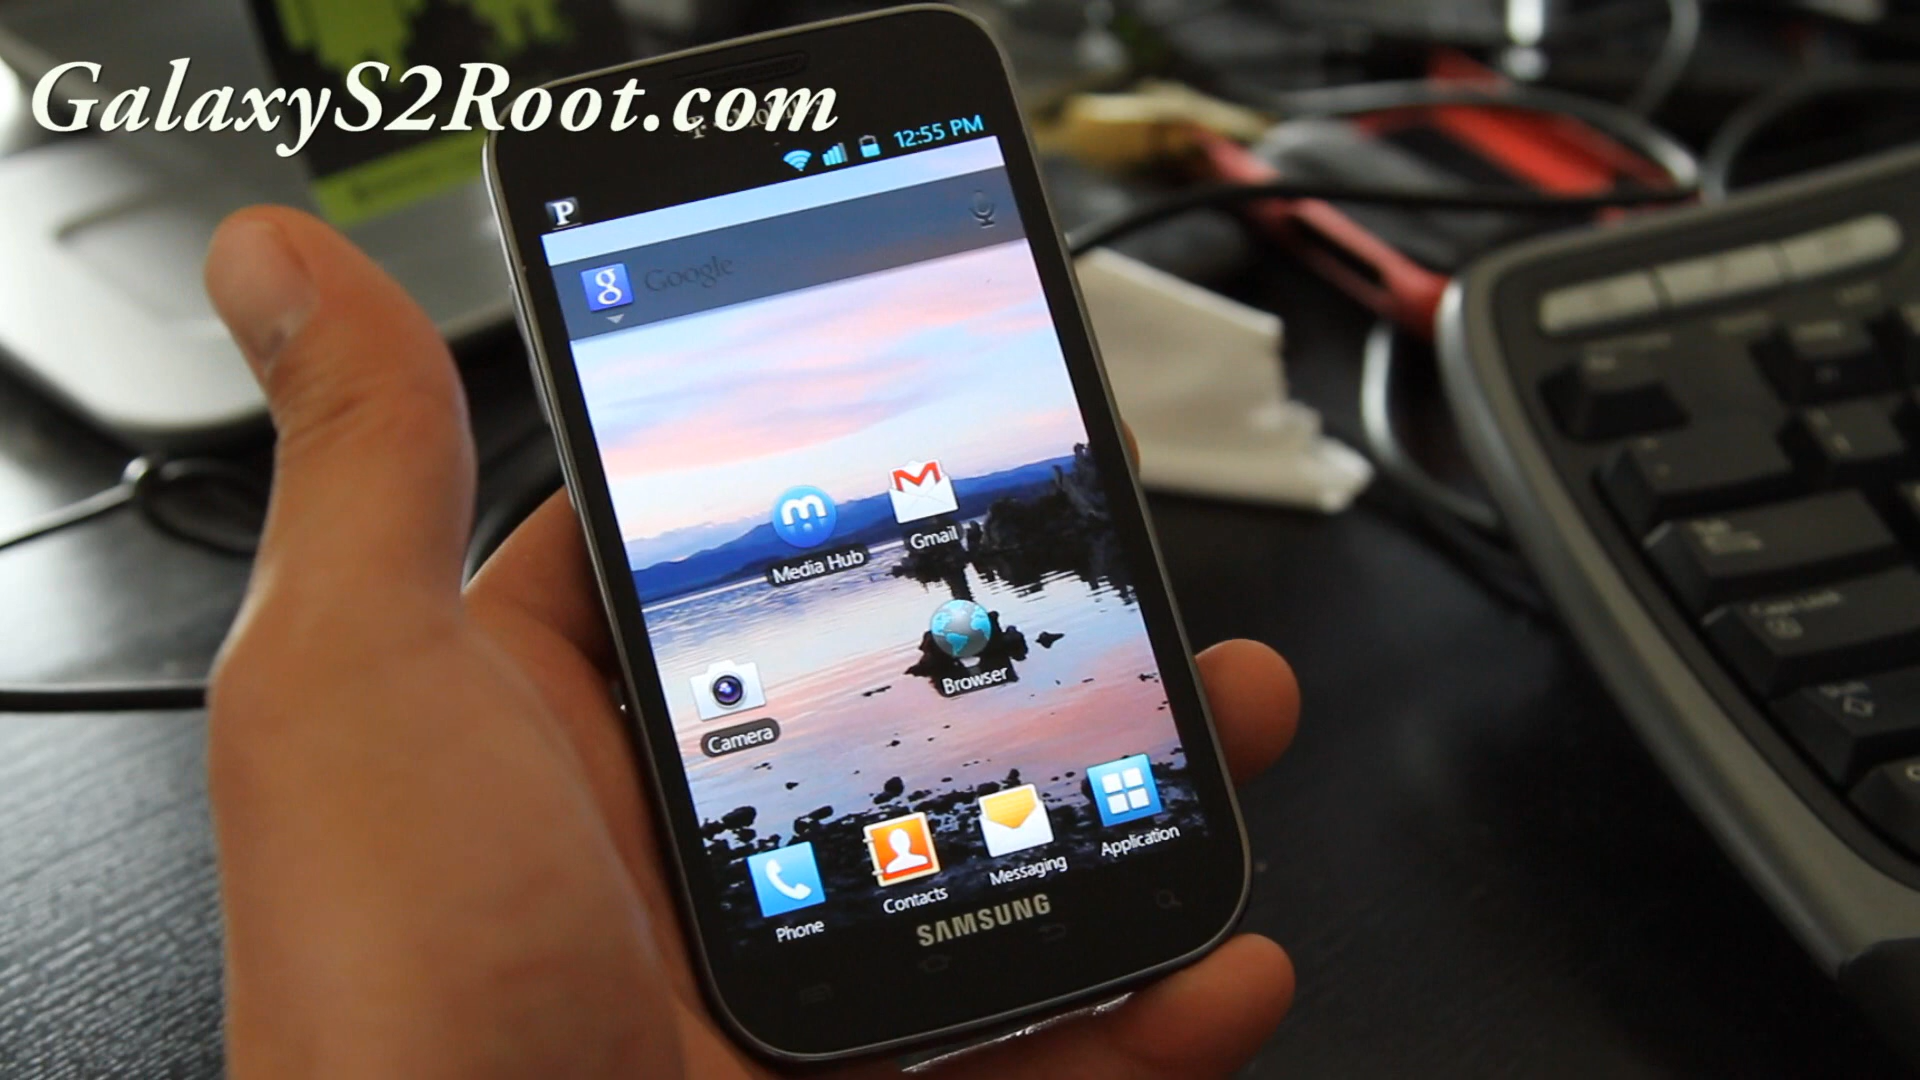 GalaxyS2Root.com
12:55 PM
P
g Google
Media Hub
Gmail
Browser
Camera
Phone
Contacts
Messaging
Application
SAMSUNG